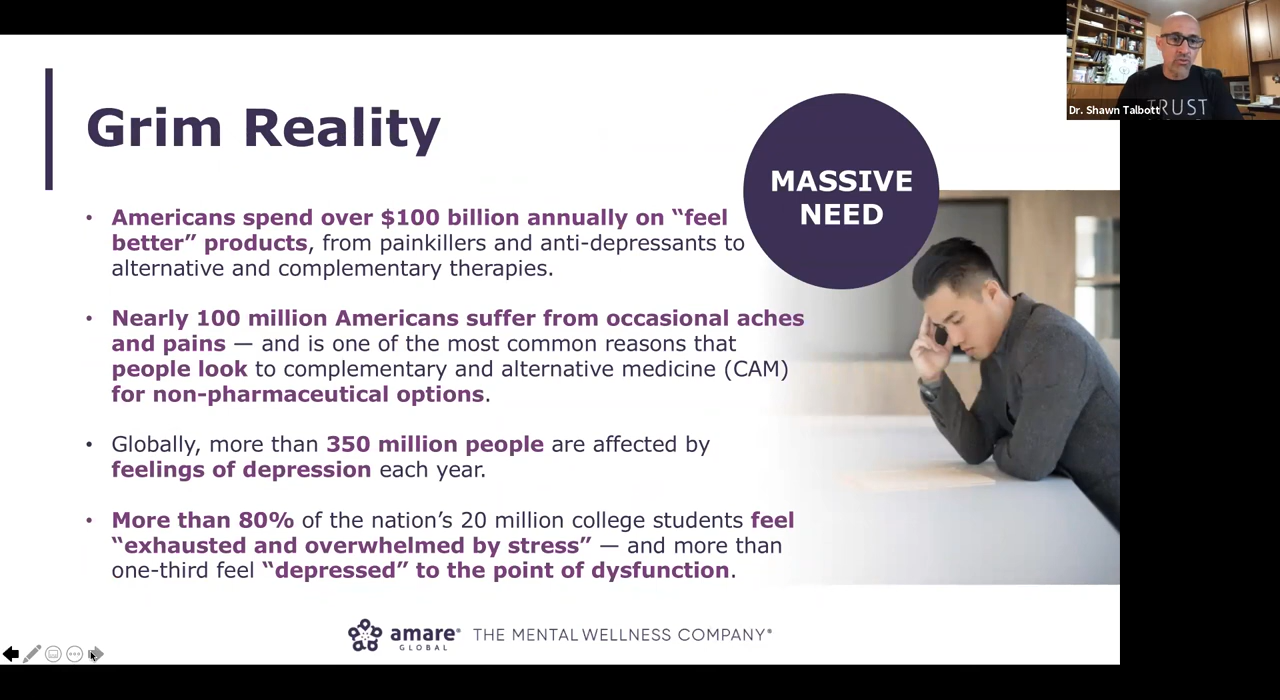 Grim Reality
MASSIVE
NEED
• Americans spend over $100 billion annually on “feel
better” products, from painkillers and anti-depressants to
alternative and complementary therapies.
• Nearly 100 million Americans suffer from occasional aches
and pains — and is one of the most common reasons that
people look to complementary and alternative medicine (CAM)
for non-pharmaceutical options.
• Globally, more than 350 million people are affected by
feelings of depression each year.
• More than 80% of the nation’s 20 million college students feel
“exhausted and overwhelmed by stress” — and more than
one-third feel “depressed” to the point of dysfunction.
amare® THE MENTAL WELLNESS COMPANY®
GLOBAL
TRUST
Dr. Shawn Talbott